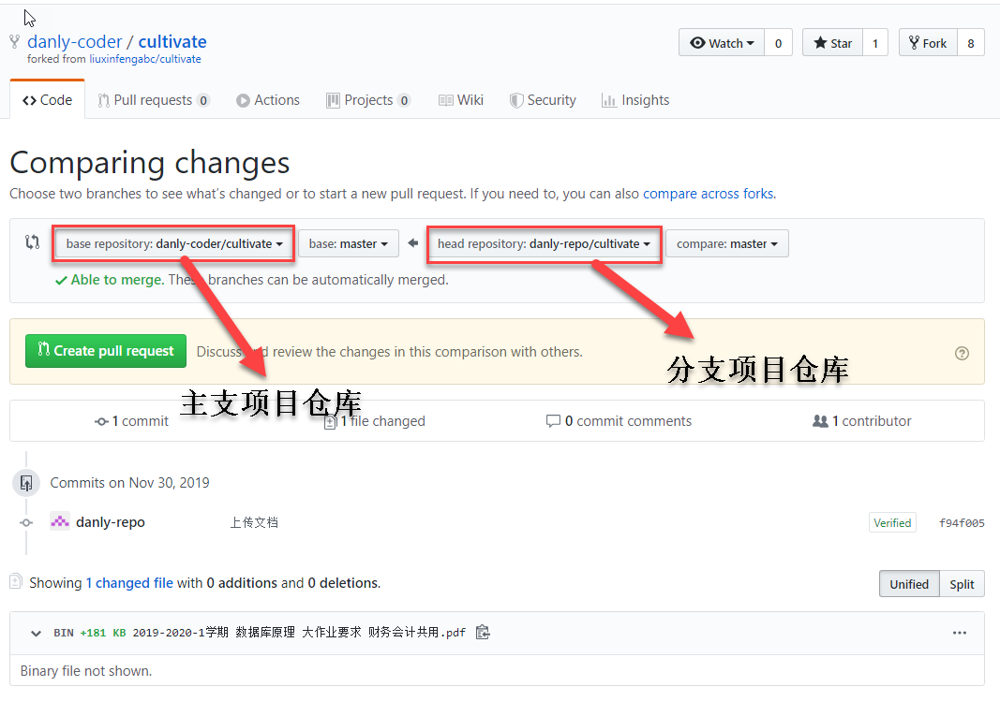 danly-coder / cultivate
forked from liuxinfengabc/cultivate
Watch 0 Star 1 Fork 8
Code Pull requests 0 Actions Projects 0 Wiki Security Insights
Comparing changes
Choose two branches to see what's changed or to start a new pull request. If you need to, you can also compare across forks.
base repository: danly-coder/cultivate base: master head repository: danly-repo/cultivate compare: master
Able to merge. These branches can be automatically merged.
Create pull request Discuss and review the changes in this comparison with others.
分支项目仓库
主支项目仓库
1 commit 1 file changed 0 commit comments 1 contributor
Commits on Nov 30, 2019
danly-repo 上传文档 Verified f94f005
Showing 1 changed file with 0 additions and 0 deletions. Unified Split
BIN +181 KB 2019-2020-1学期 数据库原理 大作业要求 财务会计共用.pdf
Binary file not shown.